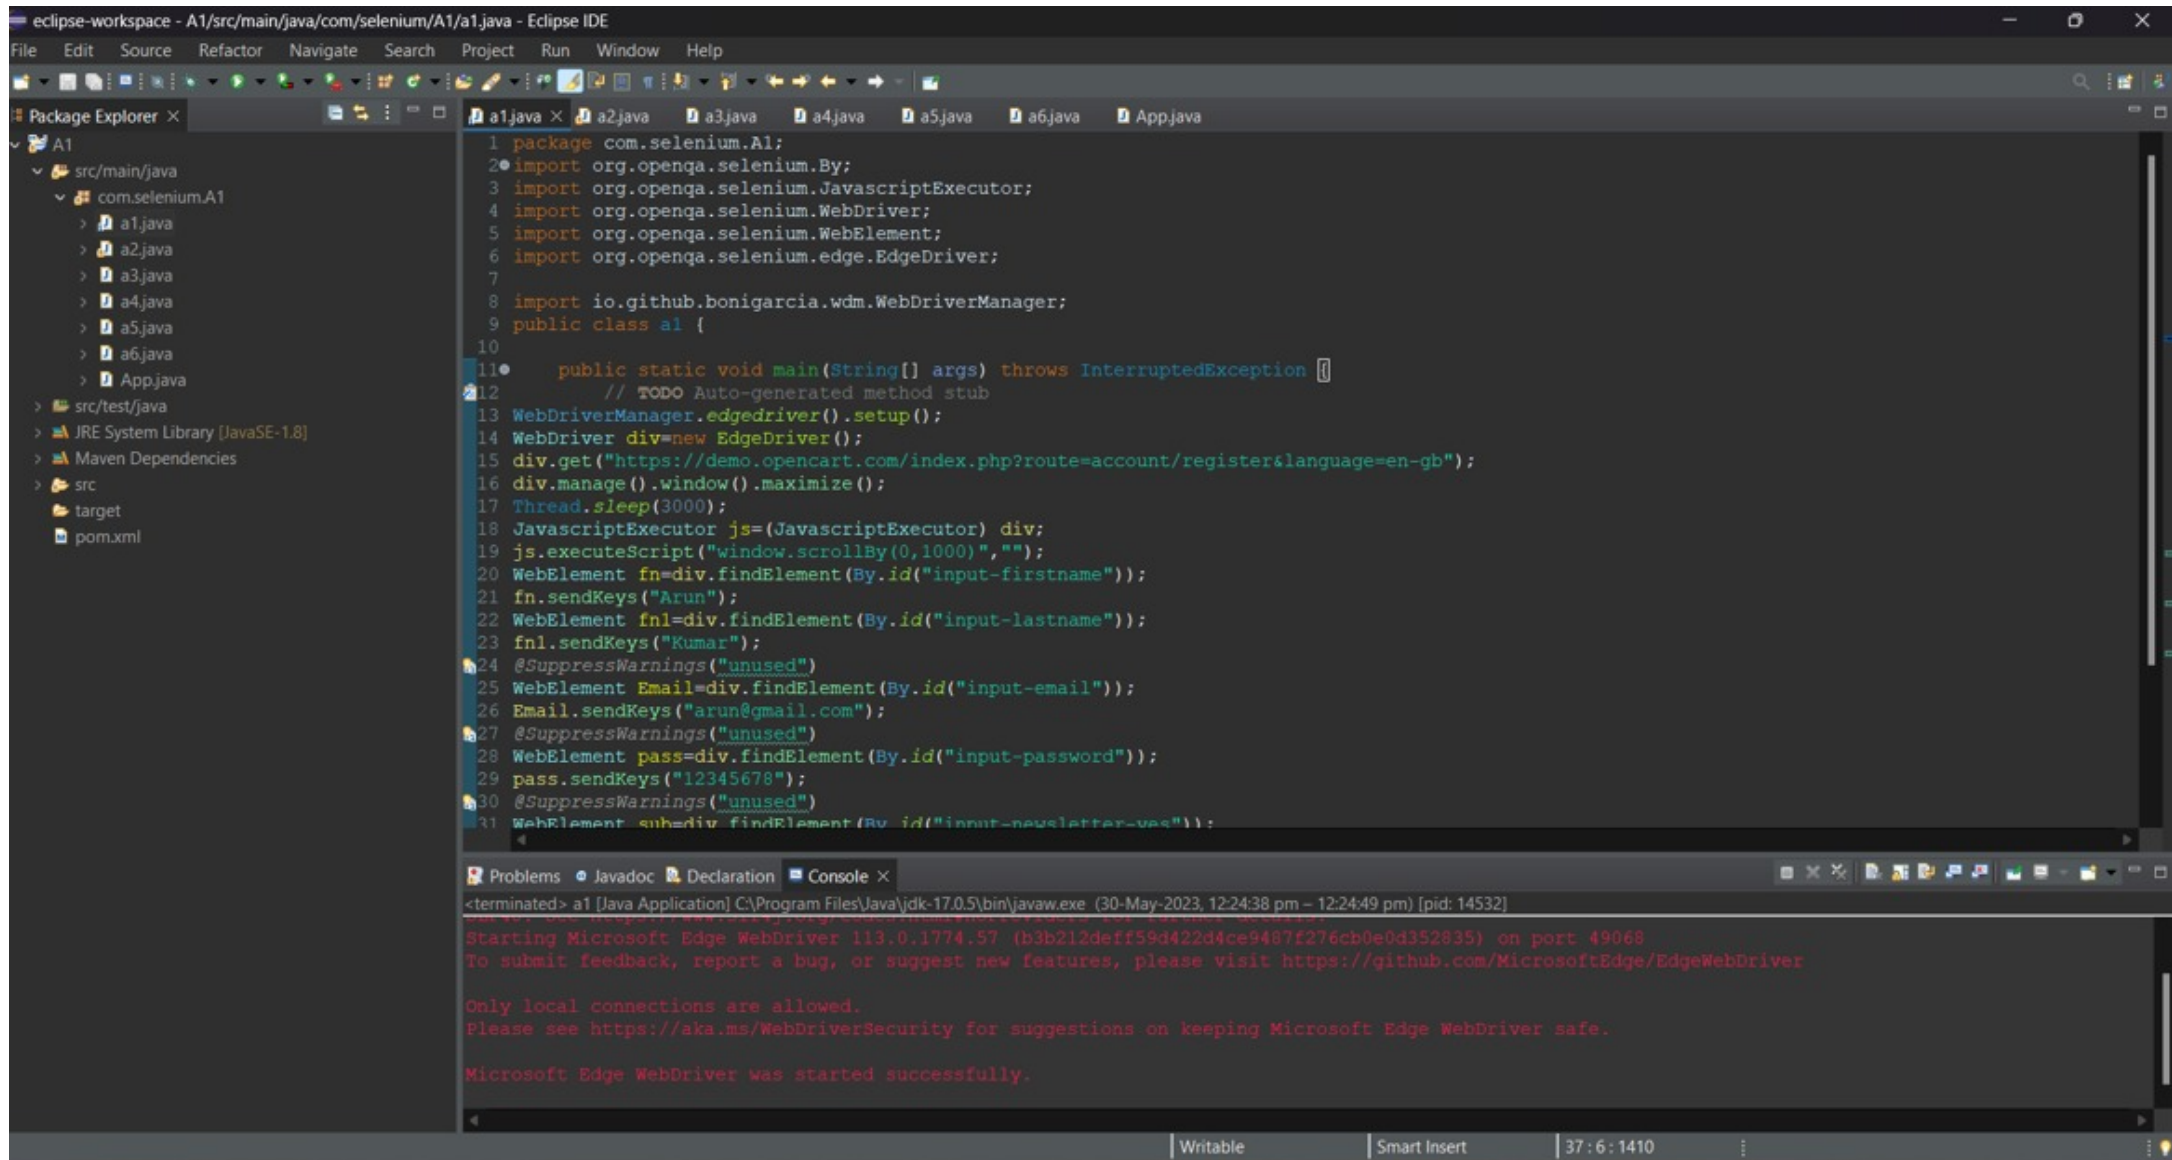 eclipse-workspace - A1/src/main/java/com/selenium/A1/a1.java - Eclipse IDE
File Edit Source Refactor Navigate Search Project Run Window Help
Package Explorer
A1
src/main/java
com.selenium.A1
a1.java
a2.java
a3.java
a4.java
a5.java
a6.java
App.java
src/test/java
JRE System Library [JavaSE-1.8]
Maven Dependencies
src
target
pom.xml
a1.java a2.java a3.java a4.java a5.java a6.java App.java
1 package com.selenium.A1;
2 import org.openqa.selenium.By;
3 import org.openqa.selenium.JavascriptExecutor;
4 import org.openqa.selenium.WebDriver;
5 import org.openqa.selenium.WebElement;
6 import org.openqa.selenium.edge.EdgeDriver;
7
8 import io.github.bonigarcia.wdm.WebDriverManager;
9 public class a1 {
10
11 public static void main(String[] args) throws InterruptedException {
12 // TODO Auto-generated method stub
13 WebDriverManager.edgedriver().setup();
14 WebDriver div=new EdgeDriver();
15 div.get("https://demo.opencart.com/index.php?route=account/register&language=en-gb");
16 div.manage().window().maximize();
17 Thread.sleep(3000);
18 JavascriptExecutor js=(JavascriptExecutor) div;
19 js.executeScript("window.scrollBy(0,1000)","");
20 WebElement fn=div.findElement(By.id("input-firstname"));
21 fn.sendKeys("Arun");
22 WebElement fn1=div.findElement(By.id("input-lastname"));
23 fn1.sendKeys("Kumar");
24 @SuppressWarnings("unused")
25 WebElement Email=div.findElement(By.id("input-email"));
26 Email.sendKeys("arun@gmail.com");
27 @SuppressWarnings("unused")
28 WebElement pass=div.findElement(By.id("input-password"));
29 pass.sendKeys("12345678");
30 @SuppressWarnings("unused")
31 WebElement sub=div.findElement(By.id("input-newsletter-yes"));
Problems Javadoc Declaration Console
<terminated> a1 [Java Application] C:\Program Files\Java\jdk-17.0.5\bin\javaw.exe (30-May-2023, 12:24:38 pm – 12:24:49 pm) [pid: 14532]
Starting Microsoft Edge WebDriver 113.0.1774.57 (b3b212deff59d422d4ce9487f276cb0e0d352835) on port 49068
To submit feedback, report a bug, or suggest new features, please visit https://github.com/MicrosoftEdge/EdgeWebDriver
Only local connections are allowed.
Please see https://aka.ms/WebDriverSecurity for suggestions on keeping Microsoft Edge WebDriver safe.
Microsoft Edge WebDriver was started successfully.
Writable Smart Insert 37 : 6 : 1410